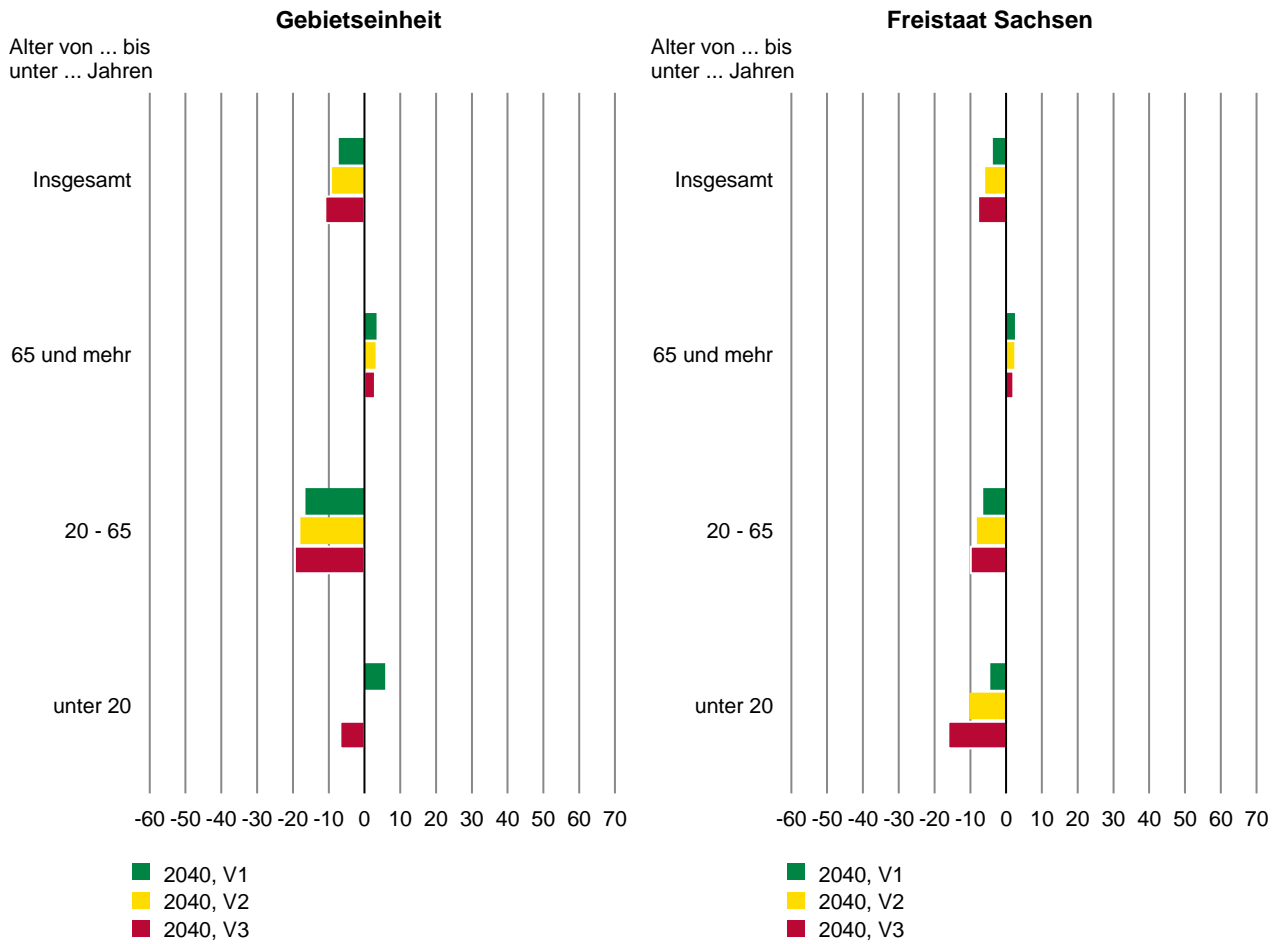 Gebietseinheit
Alter von ... bis
unter ... Jahren
Insgesamt
65 und mehr
20 - 65
unter 20
-60 -50 -40 -30 -20 -10 0 10 20 30 40 50 60 70
2040, V1
2040, V2
2040, V3
Freistaat Sachsen
Alter von ... bis
unter ... Jahren
Insgesamt
65 und mehr
20 - 65
unter 20
-60 -50 -40 -30 -20 -10 0 10 20 30 40 50 60 70
2040, V1
2040, V2
2040, V3